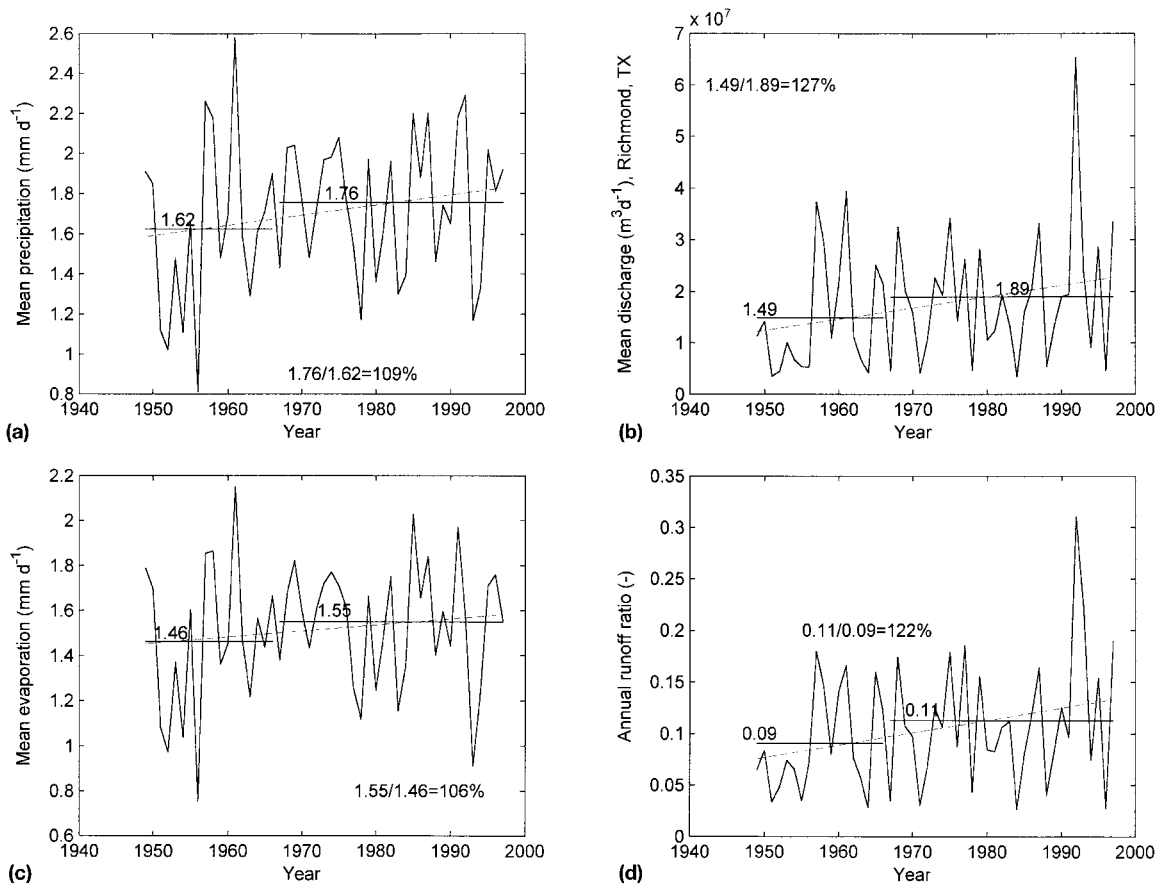 2.6
2.4
2.2
2
1.8
1.6
1.4
1.2
1
0.8
1940 1950 1960 1970 1980 1990 2000
Mean precipitation (mm d⁻¹)
Year
1.62
1.76
1.76/1.62=109%
(a)
x 10⁷
7
6
5
4
3
2
1
0
1940 1950 1960 1970 1980 1990 2000
Mean discharge (m³d⁻¹), Richmond, TX
Year
1.49/1.89=127%
1.49
1.89
(b)
2.2
2
1.8
1.6
1.4
1.2
1
0.8
0.6
1940 1950 1960 1970 1980 1990 2000
Mean evaporation (mm d⁻¹)
Year
1.46
1.55
1.55/1.46=106%
(c)
0.35
0.3
0.25
0.2
0.15
0.1
0.05
0
1940 1950 1960 1970 1980 1990 2000
Annual runoff ratio (-)
Year
0.11/0.09=122%
0.09
0.11
(d)